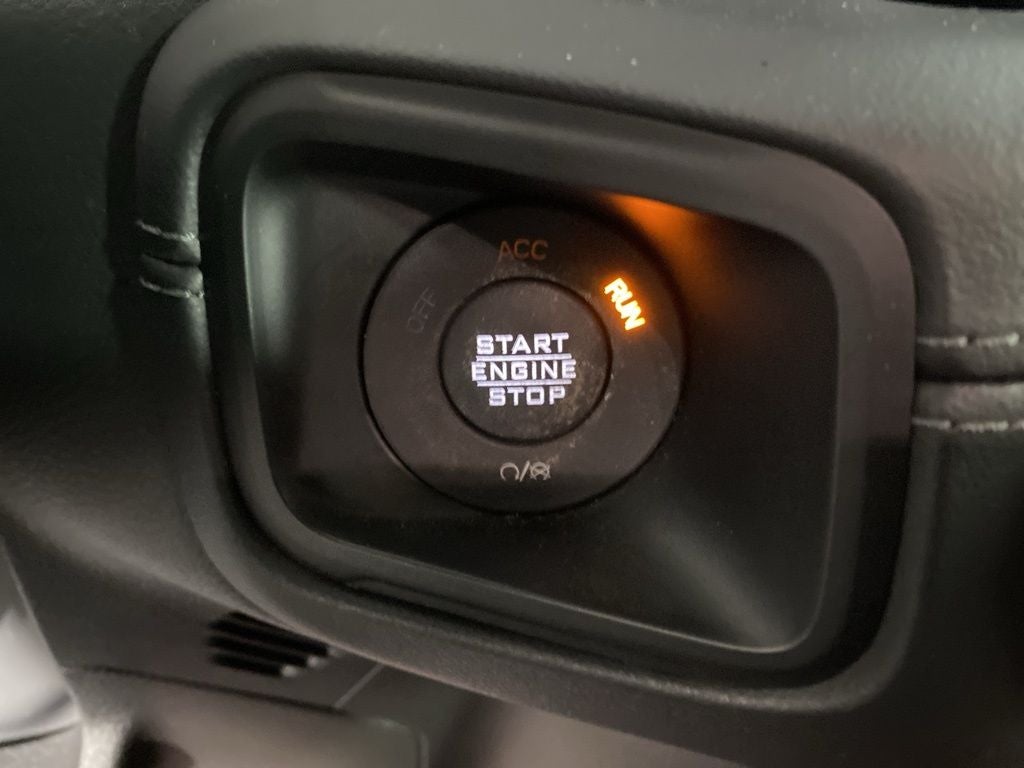 ACC
OFF
RUN
START
ENGINE
STOP